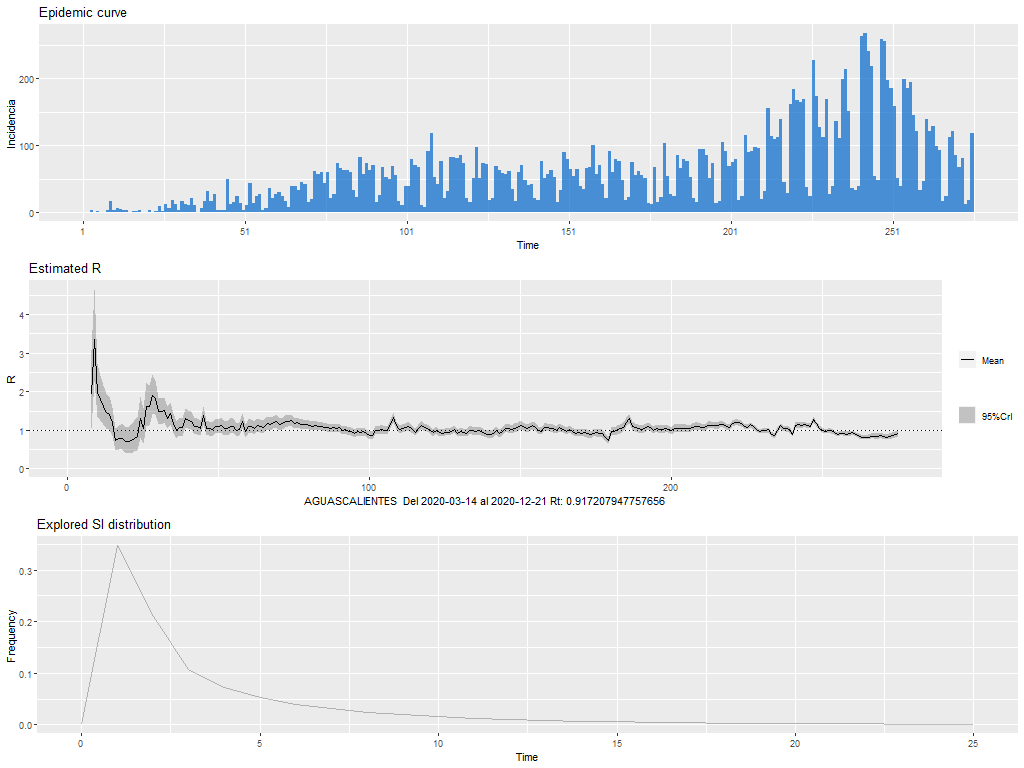 Epidemic curve
Incidencia
200
100
0
1 51 101 151 201 251
Time
Estimated R
R
4
3
2
1
0
0 100 200
AGUASCALIENTES Del 2020-03-14 al 2020-12-21 Rt: 0.917207947757656
Mean
95%CrI
Explored SI distribution
Frequency
0.3
0.2
0.1
0.0
0 5 10 15 20 25
Time